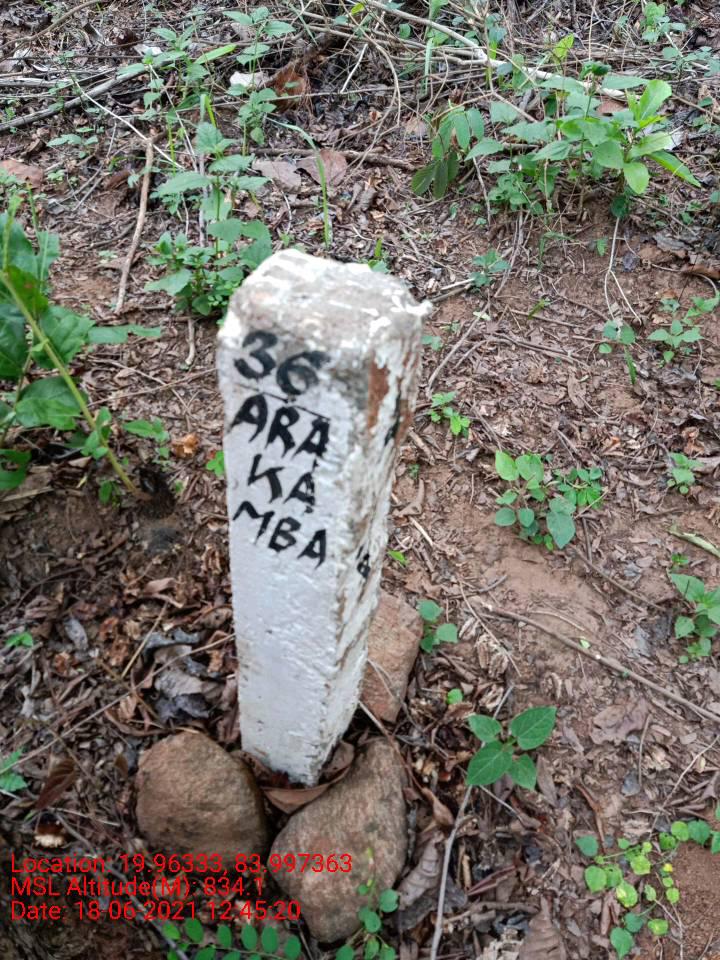 36
ARA
KA
MBA
Location: 19.96333, 83.997363
MSL Altitude(M): 834.1
Date: 18-06-2021 12:45:20